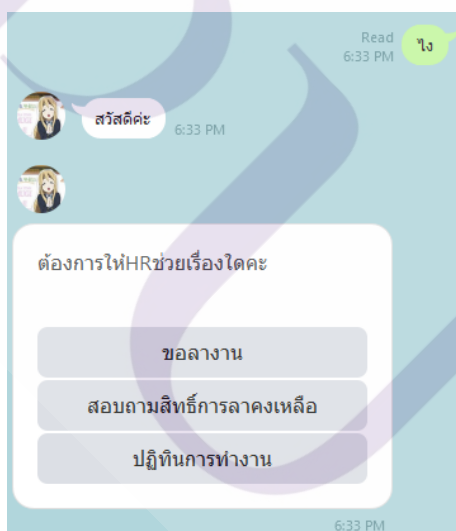 Read
6:33 PM
ไง
สวัสดีค่ะ
6:33 PM
ต้องการให้HRช่วยเรื่องใดคะ
ขอลางาน
สอบถามสิทธิ์การลาคงเหลือ
ปฏิทินการทำงาน
6:33 PM